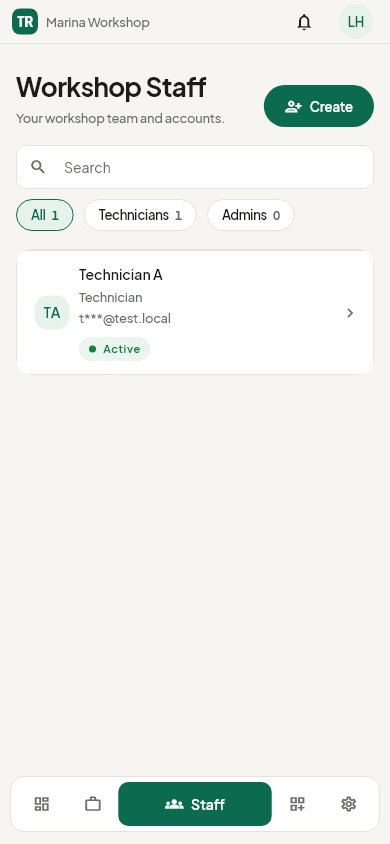 TR Marina Workshop LH
Workshop Staff
Your workshop team and accounts.
Create
Search
All 1 Technicians 1 Admins 0
Technician A
Technician
TA
t***@test.local
Active
Staff